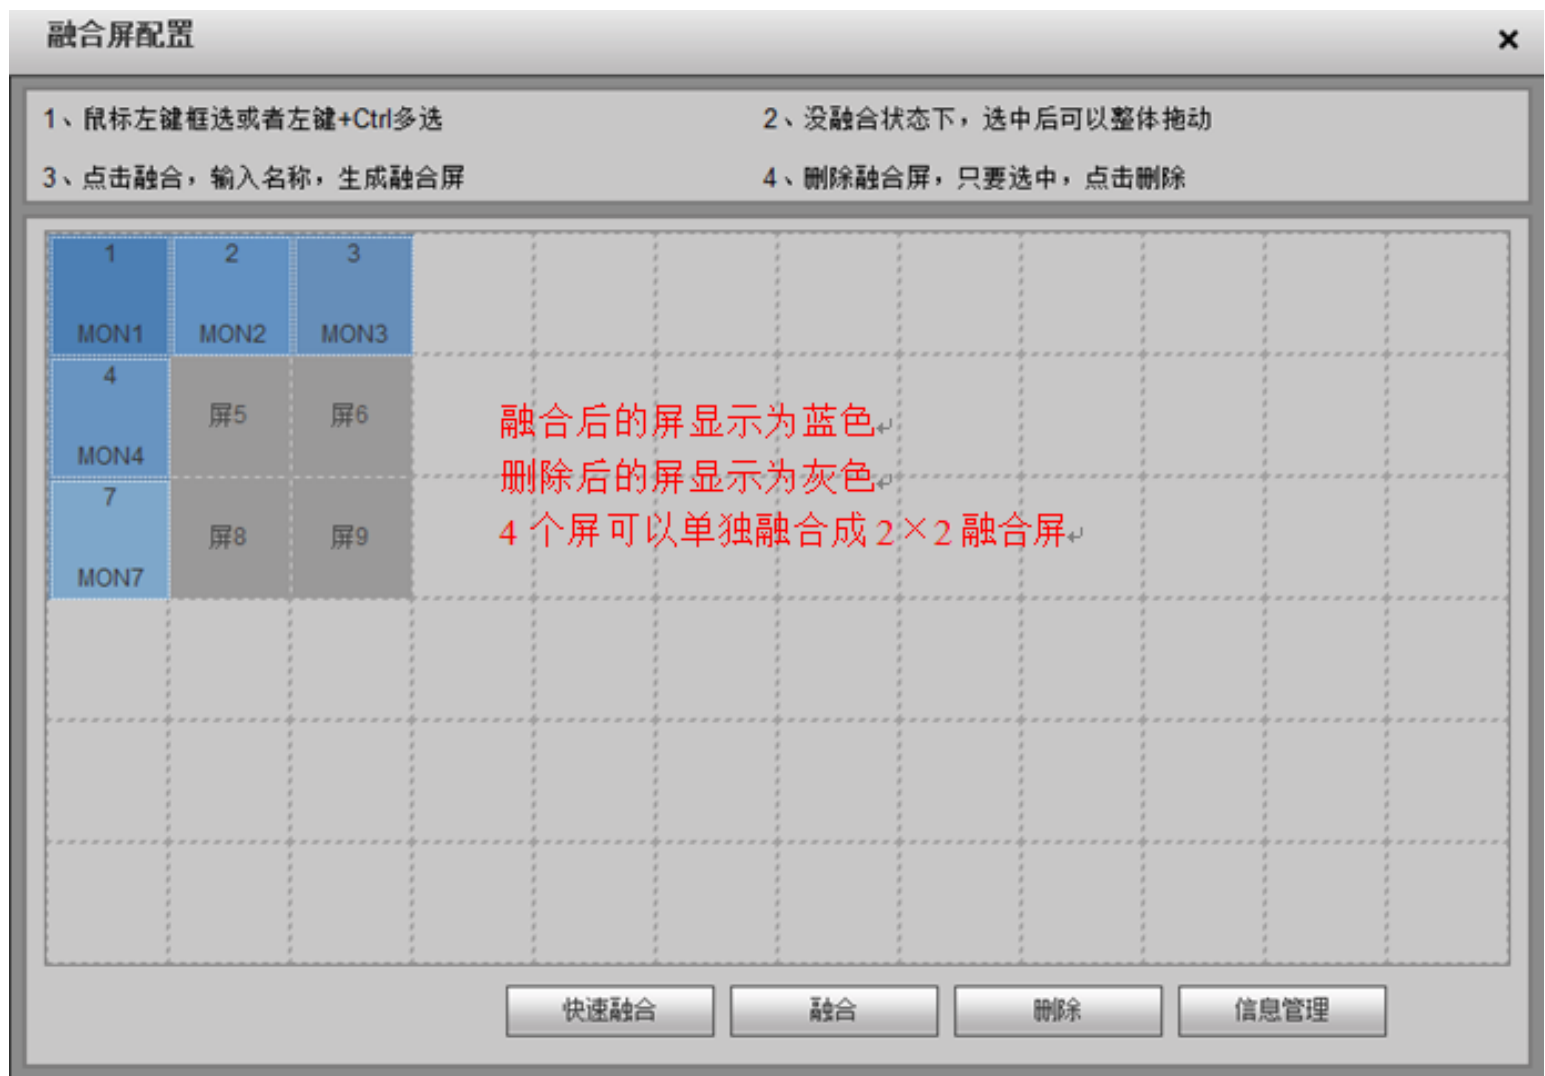 融合屏配置
1、鼠标左键框选或者左键+Ctrl多选
2、没融合状态下，选中后可以整体拖动
3、点击融合，输入名称，生成融合屏
4、删除融合屏，只要选中，点击删除
1 2 3
MON1 MON2 MON3
4
屏5 屏6
MON4
7
屏8 屏9
MON7
融合后的屏显示为蓝色
删除后的屏显示为灰色
4个屏可以单独融合成2×2融合屏
快速融合 融合 删除 信息管理